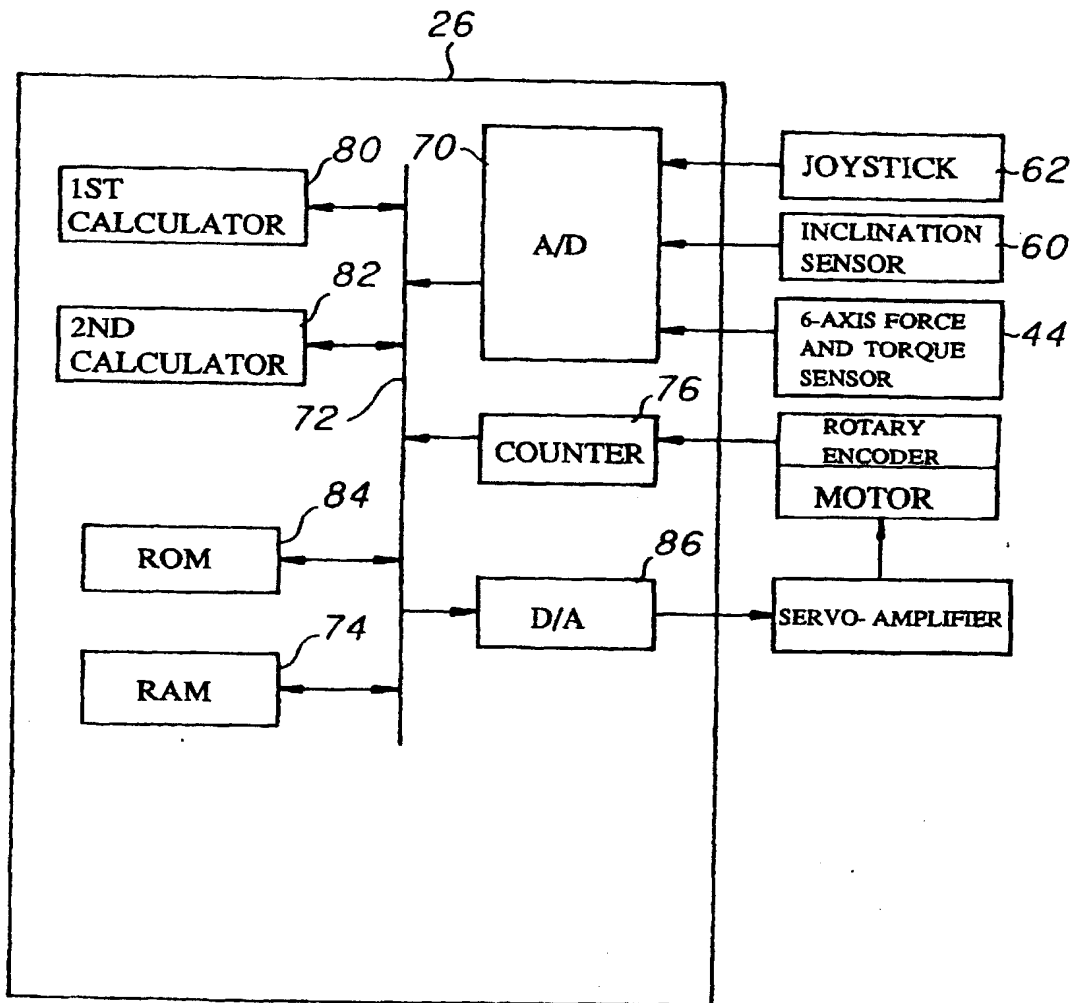 26
80
1ST
CALCULATOR
70
A/D
JOYSTICK
62
INCLINATION
SENSOR
60
82
2ND
CALCULATOR
6-AXIS FORCE
AND TORQUE
SENSOR
44
72
76
COUNTER
ROTARY
ENCODER
MOTOR
84
ROM
86
D/A
SERVO- AMPLIFIER
74
RAM